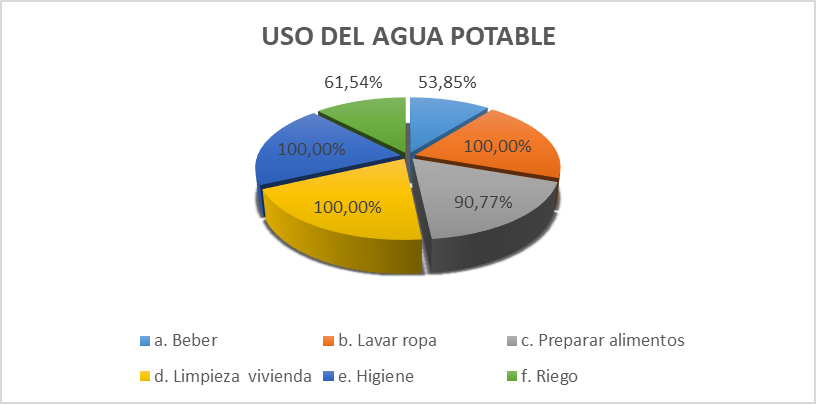 USO DEL AGUA POTABLE
61,54% 53,85%
100,00% 100,00%
100,00% 90,77%
a. Beber b. Lavar ropa c. Preparar alimentos
d. Limpieza vivienda e. Higiene f. Riego